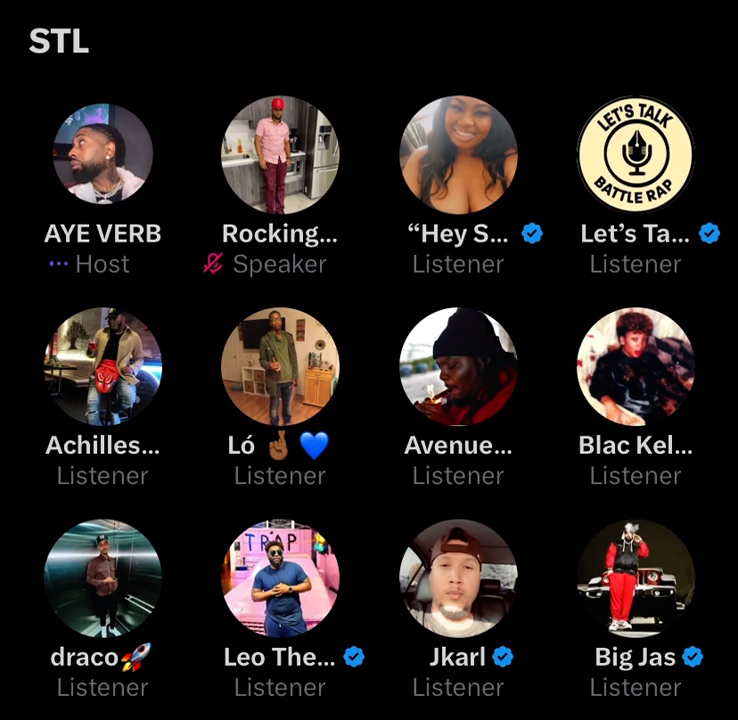 STL
LET'S TALK
BATTLE RAP
AYE VERB Rocking... “Hey S... Let’s Ta...
Host Speaker Listener Listener
Achilles... Ló 🤞🏾 💙 Avenue... Blac Kel...
Listener Listener Listener Listener
TRAP
draco🚀 Leo The... Jkarl Big Jas
Listener Listener Listener Listener